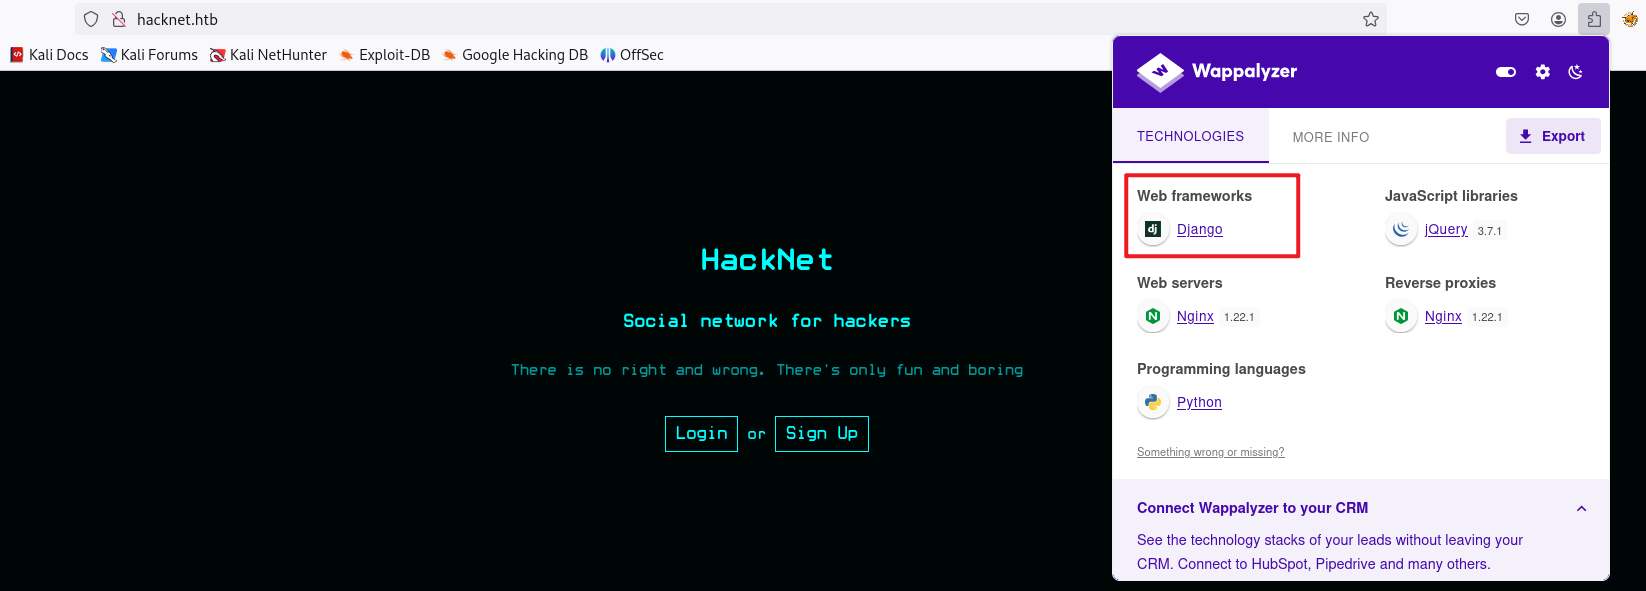 hacknet.htb
Kali Docs Kali Forums Kali NetHunter Exploit-DB Google Hacking DB OffSec
HackNet
Social network for hackers
There is no right and wrong. There's only fun and boring
Login or Sign Up
Wappalyzer
TECHNOLOGIES MORE INFO Export
Web frameworks
dj Django
JavaScript libraries
jQuery 3.7.1
Web servers
Nginx 1.22.1
Reverse proxies
Nginx 1.22.1
Programming languages
Python
Something wrong or missing?
Connect Wappalyzer to your CRM
See the technology stacks of your leads without leaving your
CRM. Connect to HubSpot, Pipedrive and many others.